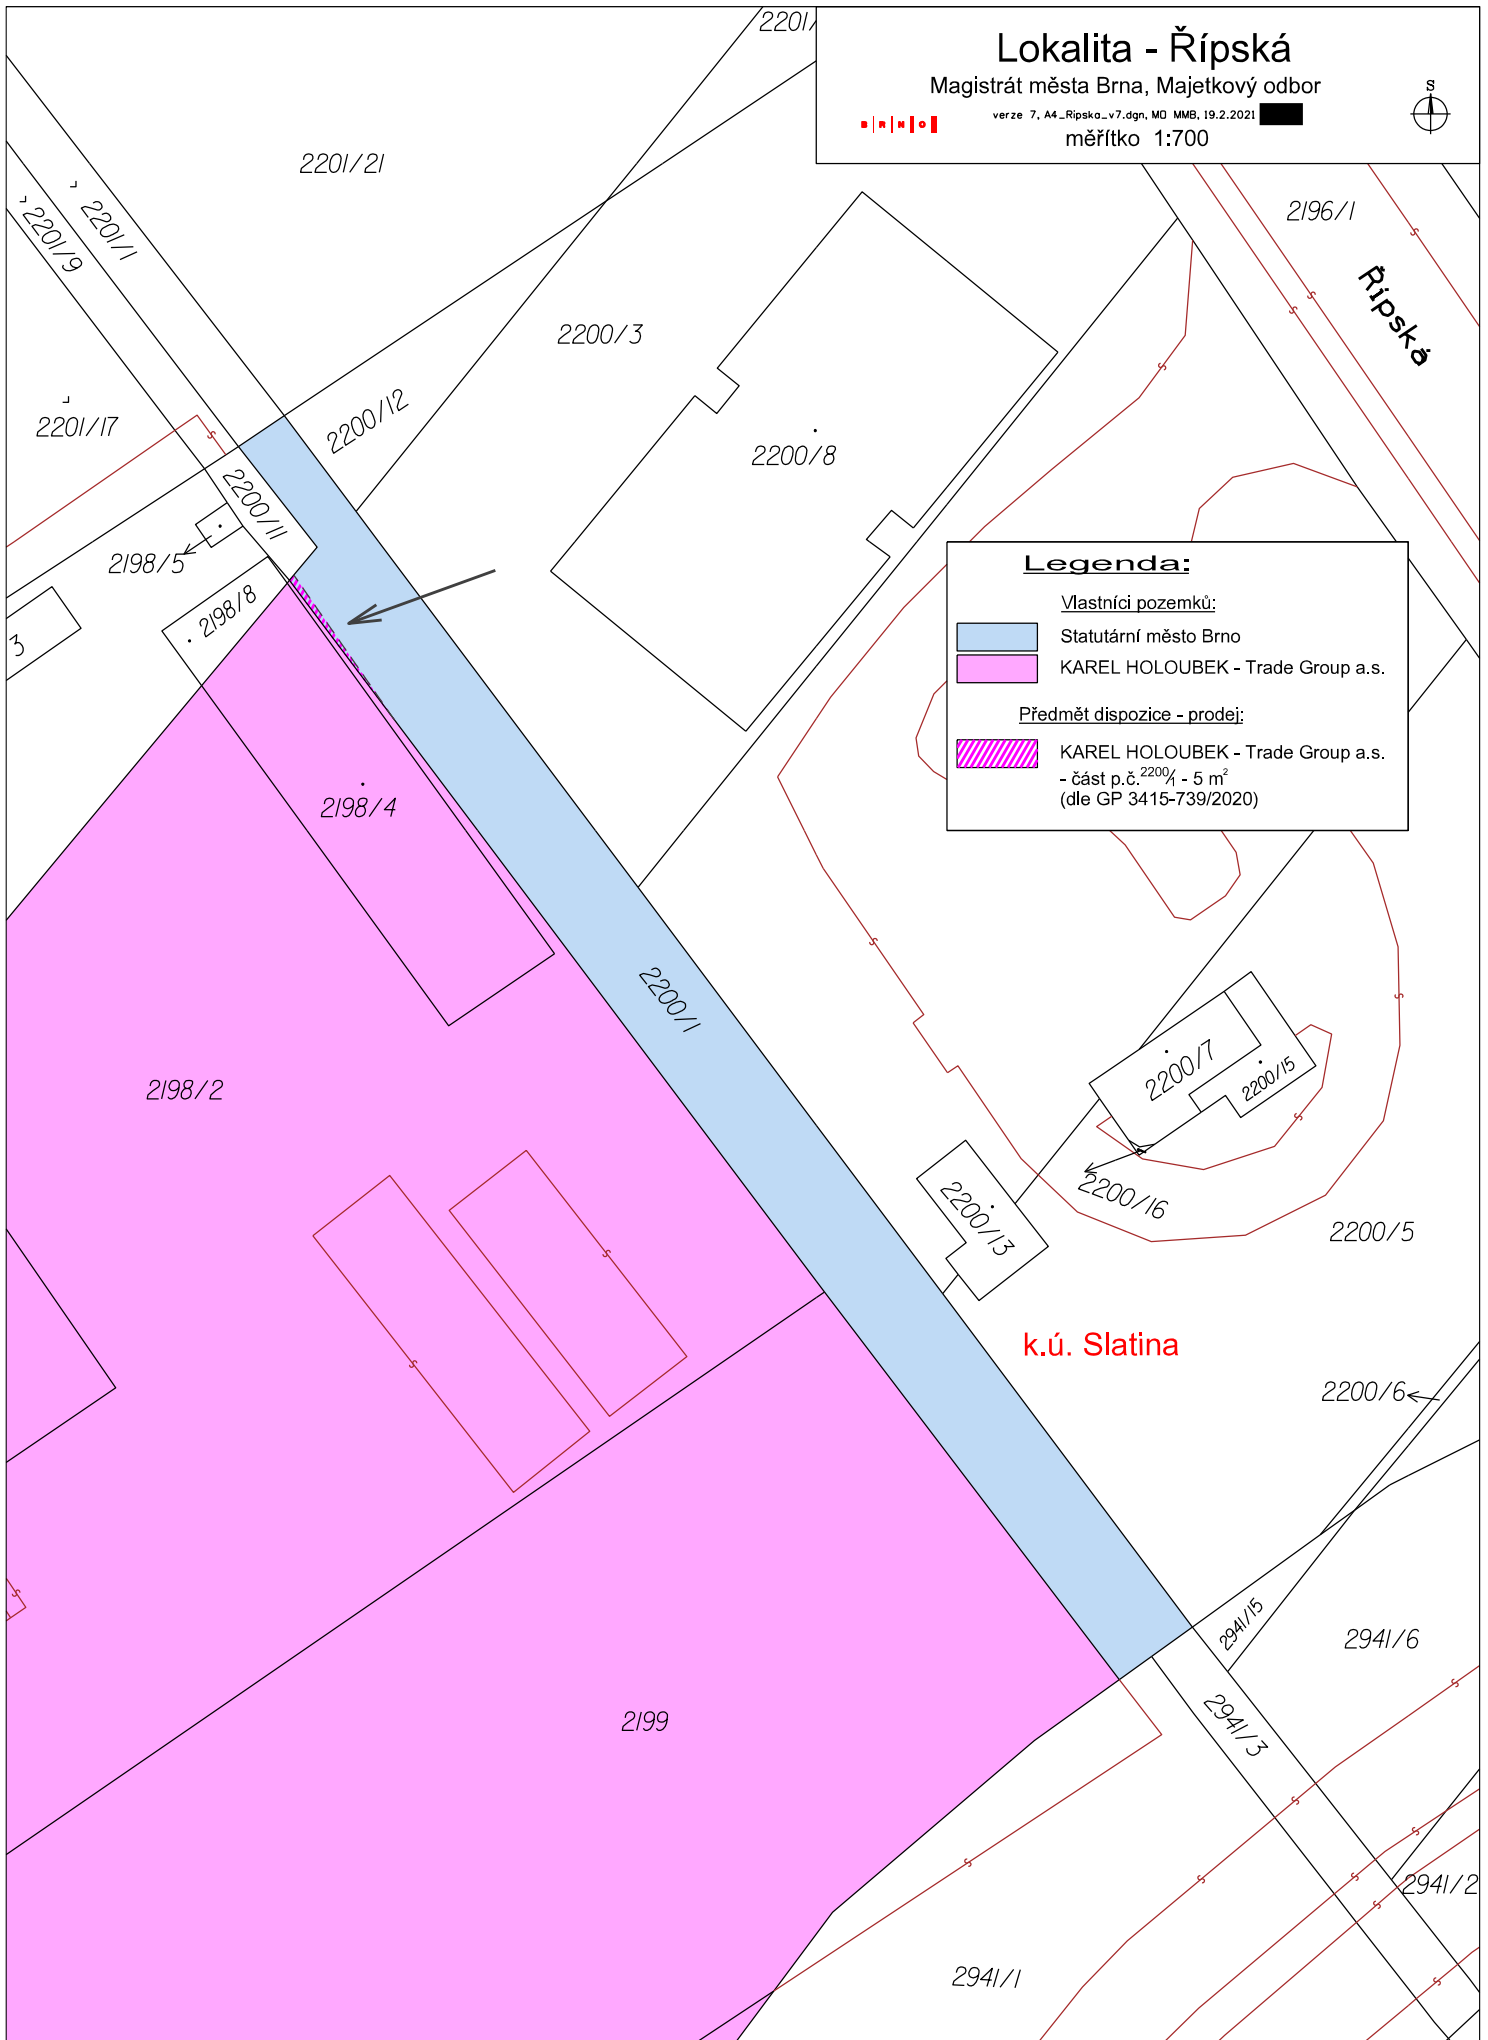 Lokalita - Řípská
Magistrát města Brna, Majetkový odbor
verze 7, A4_Ripska_v7.dgn, MO MMB, 19.2.2021
měřítko 1:700
B R N O
S
2201/
2201/21
2201/1
2201/9
2201/17
2196/1
Řípská
2200/3
2200/12
2200/8
2200/11
2198/5
2198/8
3
Legenda:
Vlastníci pozemků:
Statutární město Brno
KAREL HOLOUBEK - Trade Group a.s.
Předmět dispozice - prodej:
KAREL HOLOUBEK - Trade Group a.s.
- část p.č.2200/1 - 5 m²
(dle GP 3415-739/2020)
2198/4
2200/1
2198/2
2200/7
2200/15
2200/16
2200/13
2200/5
k.ú. Slatina
2200/6
2941/15
2941/6
2199
2941/3
2941/2
2941/1